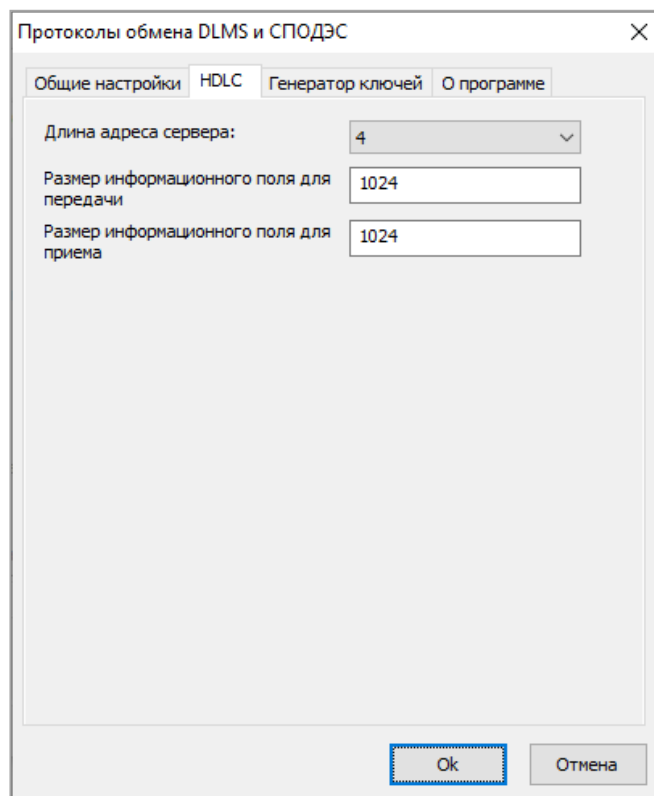 Протоколы обмена DLMS и СПОДЭС
Общие настройки HDLC Генератор ключей О программе
Длина адреса сервера: 4
Размер информационного поля для
передачи
1024
Размер информационного поля для
приема
1024
Ok Отмена